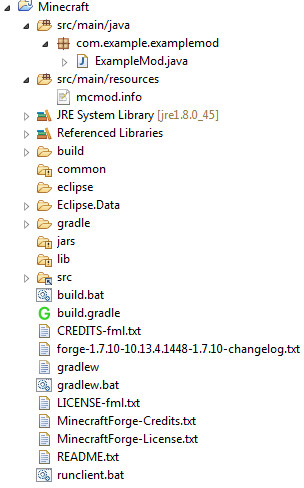 Minecraft
src/main/java
com.example.examplemod
ExampleMod.java
src/main/resources
mcmod.info
JRE System Library [jre1.8.0_45]
Referenced Libraries
build
common
eclipse
Eclipse.Data
gradle
jars
lib
src
build.bat
build.gradle
CREDITS-fml.txt
forge-1.7.10-10.13.4.1448-1.7.10-changelog.txt
gradlew
gradlew.bat
LICENSE-fml.txt
MinecraftForge-Credits.txt
MinecraftForge-License.txt
README.txt
runclient.bat